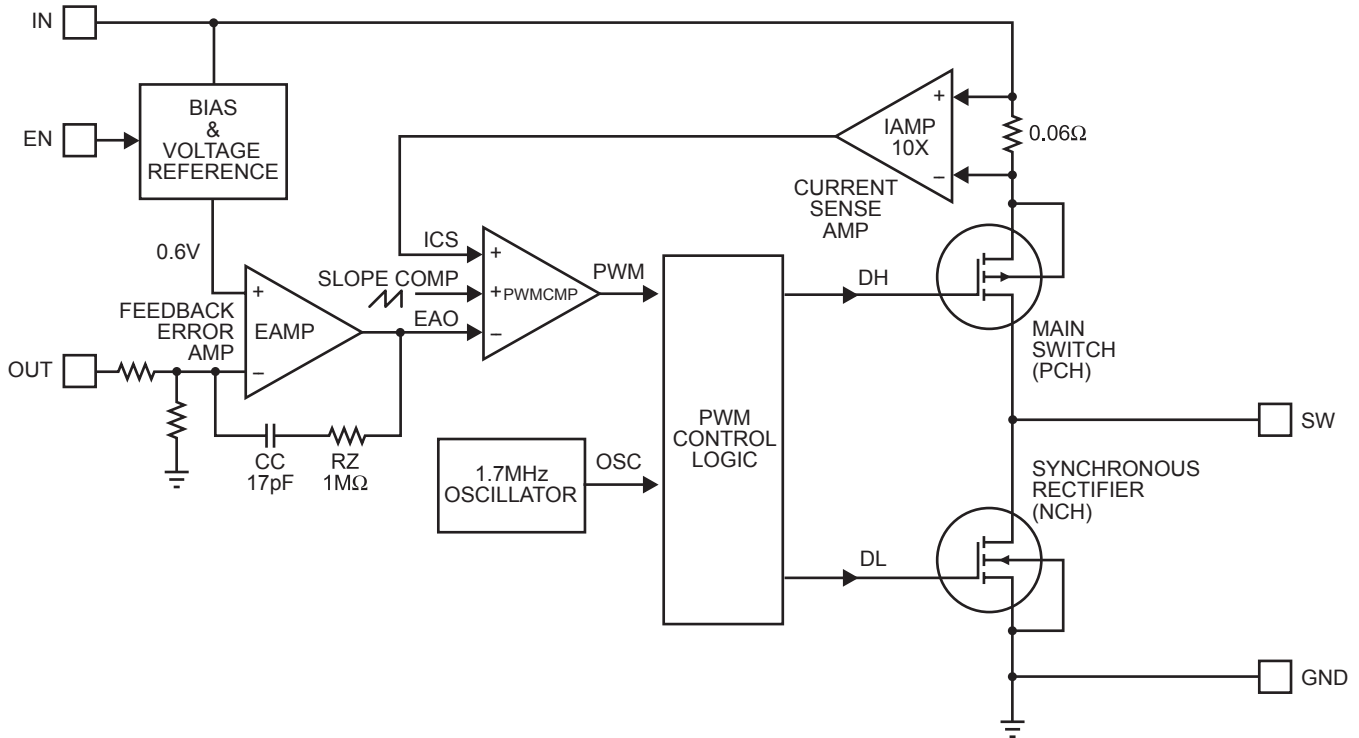 IN
BIAS
&
VOLTAGE
REFERENCE
EN
+
IAMP
10X
–
0.06Ω
CURRENT
SENSE
AMP
0.6V
ICS
+
SLOPE COMP
+
PWMCMP
PWM
EAO
–
FEEDBACK
ERROR
AMP
+
EAMP
–
OUT
CC
17pF
RZ
1MΩ
1.7MHz
OSCILLATOR
OSC
PWM
CONTROL
LOGIC
DH
MAIN
SWITCH
(PCH)
SW
SYNCHRONOUS
RECTIFIER
(NCH)
DL
GND